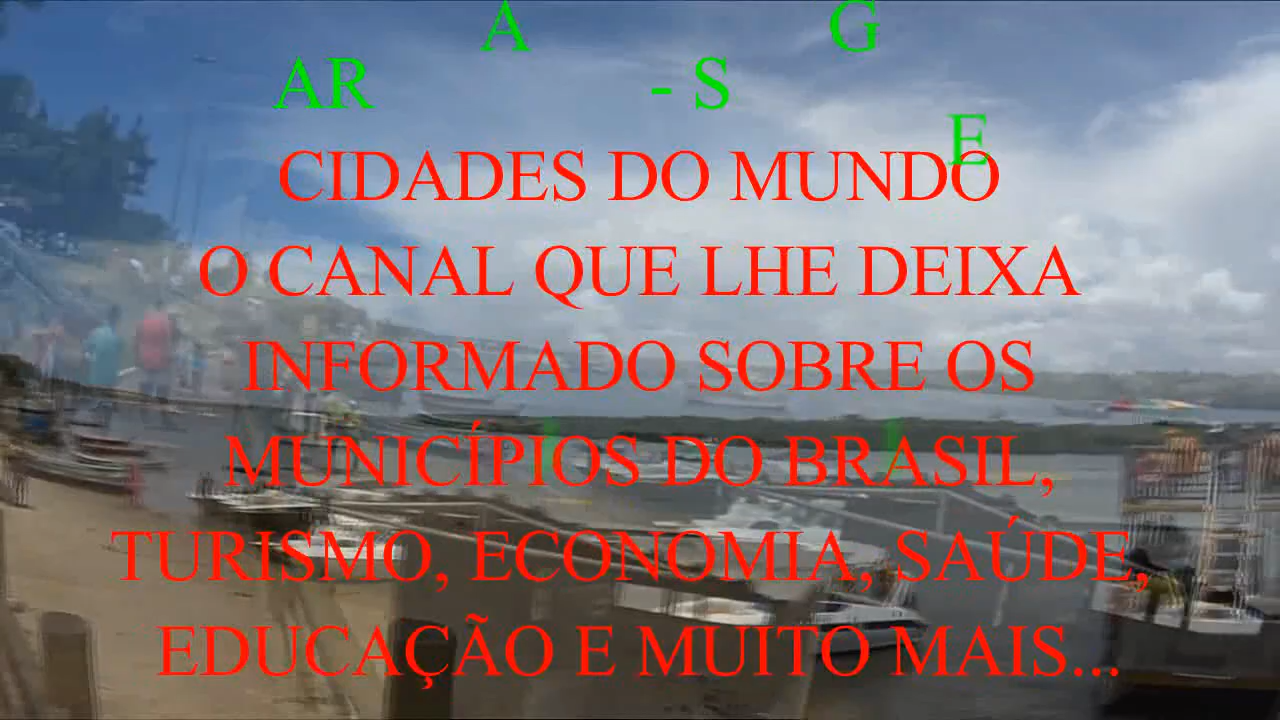 A G
AR - S
E
CIDADES DO MUNDO
O CANAL QUE LHE DEIXA
INFORMADO SOBRE OS
MUNICÍPIOS DO BRASIL,
TURISMO, ECONOMIA, SAÚDE,
EDUCAÇÃO E MUITO MAIS...